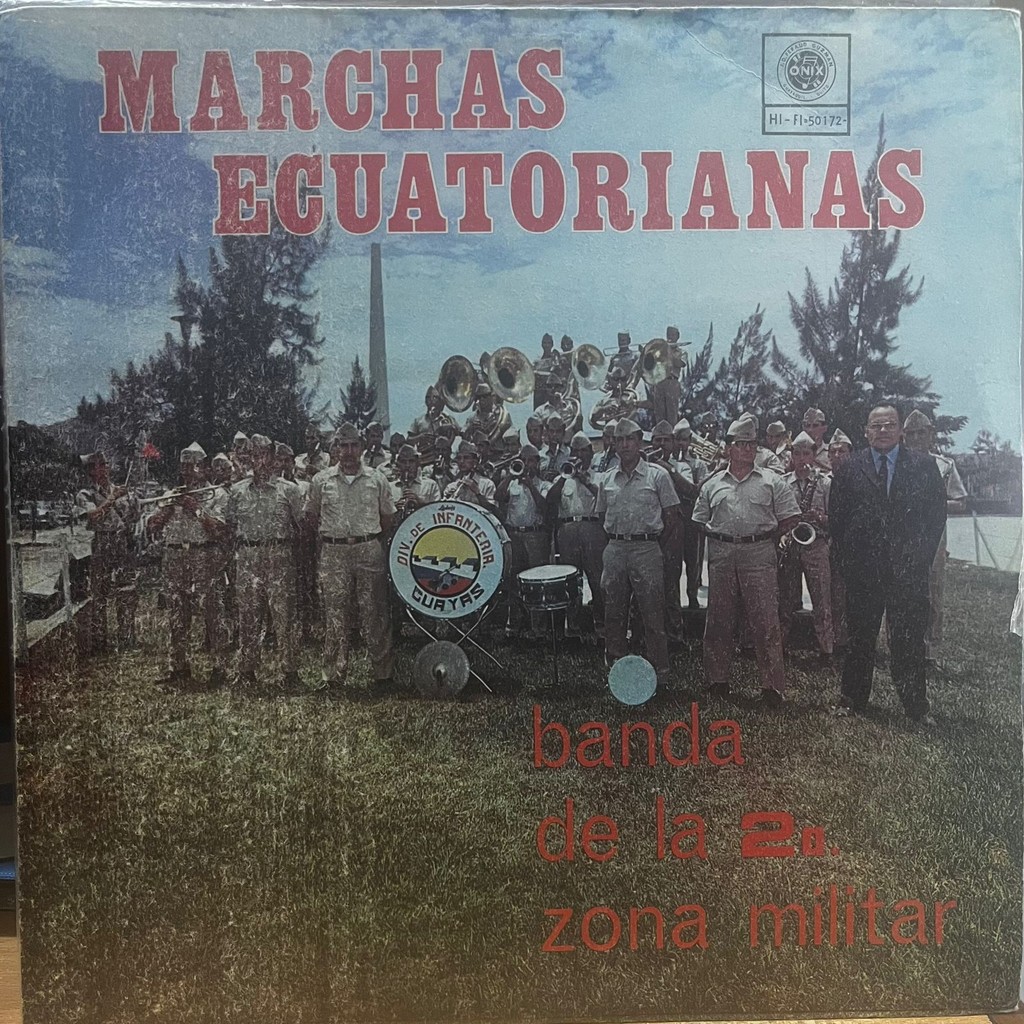 MARCHAS
ECUATORIANAS
ONIX
HI-FI-50172-
DIV. DE INFANTERIA
GUAYAS
banda
de la 2a.
zona militar